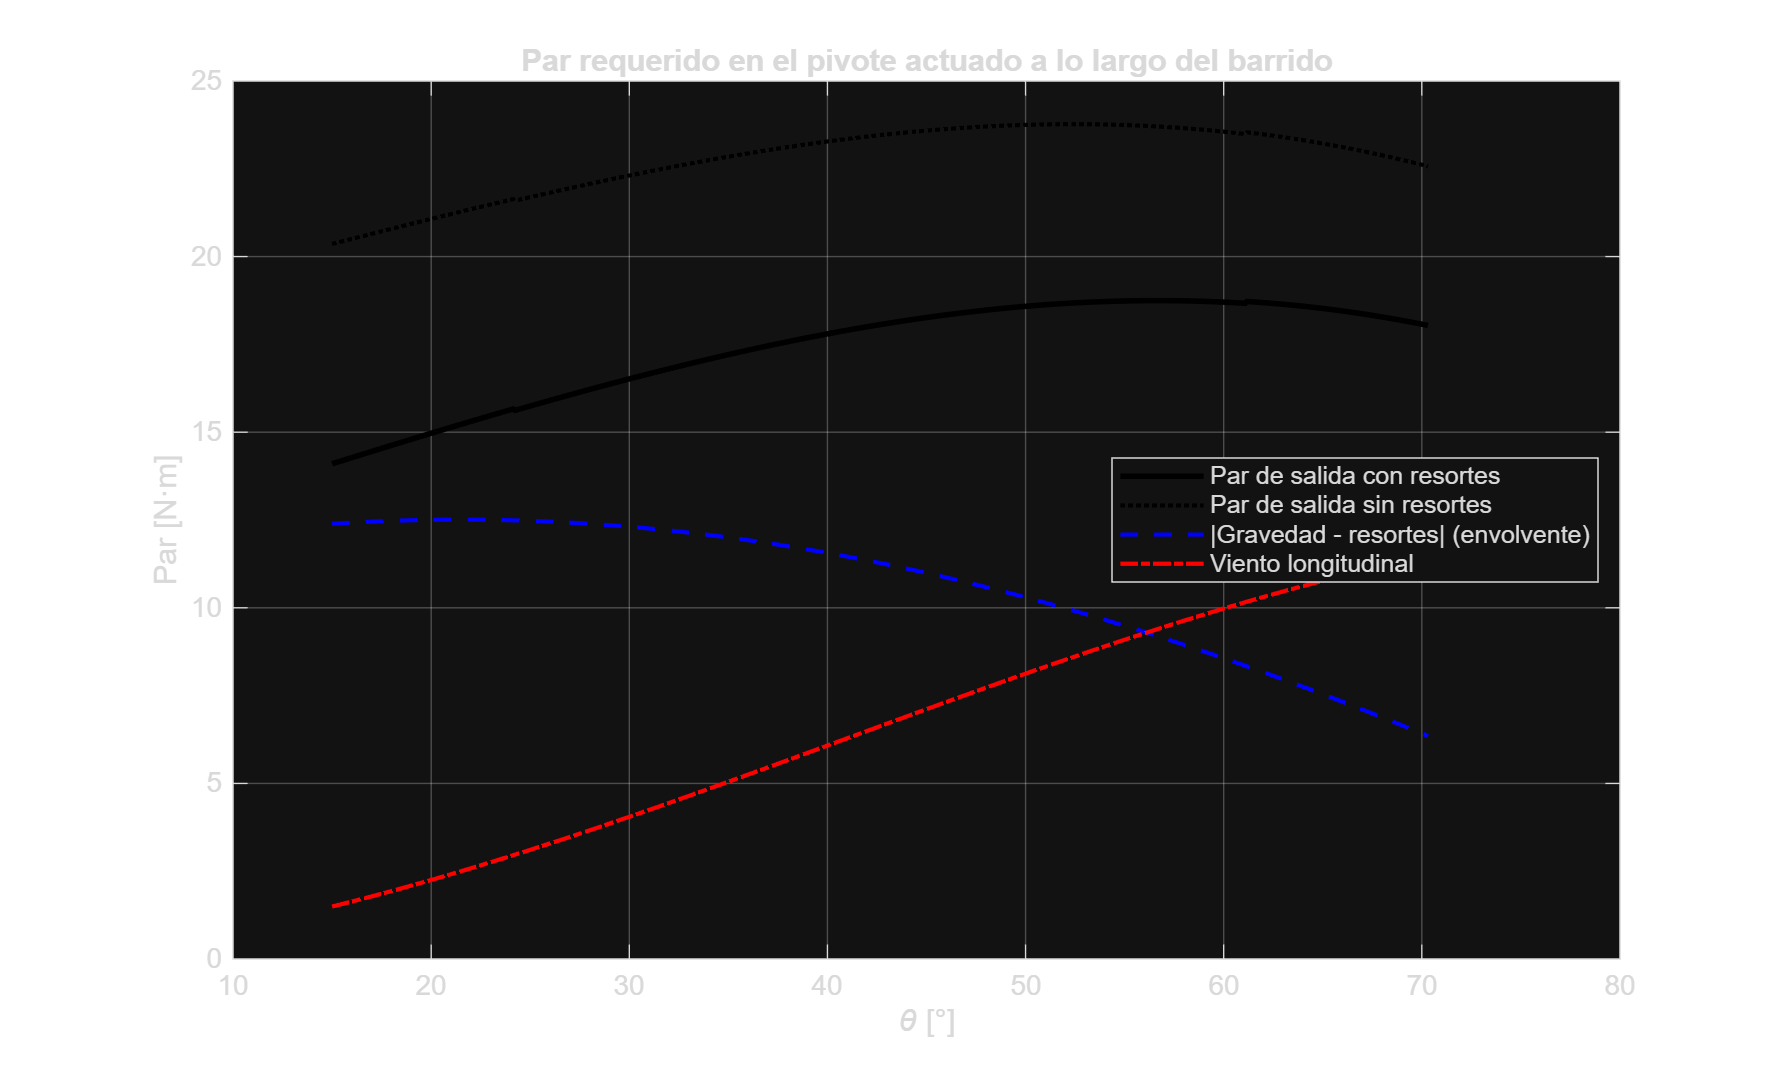 Par requerido en el pivote actuado a lo largo del barrido
25
20
15
10
5
0
Par [N·m]
Par de salida con resortes
Par de salida sin resortes
|Gravedad - resortes| (envolvente)
Viento longitudinal
10 20 30 40 50 60 70 80
θ [°]